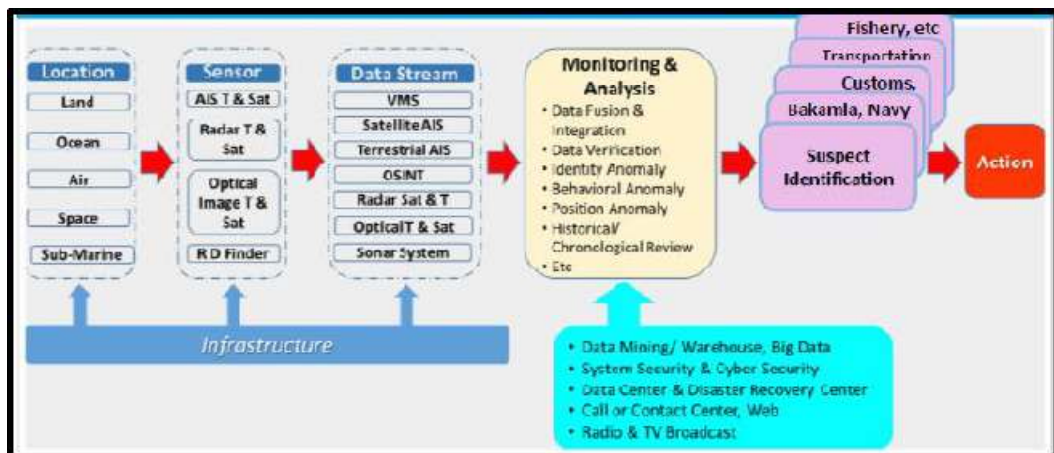 Location
Land
Ocean
Air
Space
Sub-Marine
Sensor
AIS T & Sat
Radar T &
Sat
Optical
Image T &
Sat
RD Finder
Data Stream
VMS
Satellite AIS
Terrestrial AIS
OSINT
Radar Sat & T
Optical T & Sat
Sonar System
Infrastructure
Monitoring &
Analysis
• Data Fusion &
Integration
• Data Verification
• Identity Anomaly
• Behavioral Anomaly
• Position Anomaly
• Historical/
Chronological Review
• Etc
• Data Mining/ Warehouse, Big Data
• System Security & Cyber Security
• Data Center & Disaster Recovery Center
• Call or Contact Center, Web
• Radio & TV Broadcast
Fishery, etc
Transportation
Customs,
Bakamla, Navy
Suspect
Identification
Action